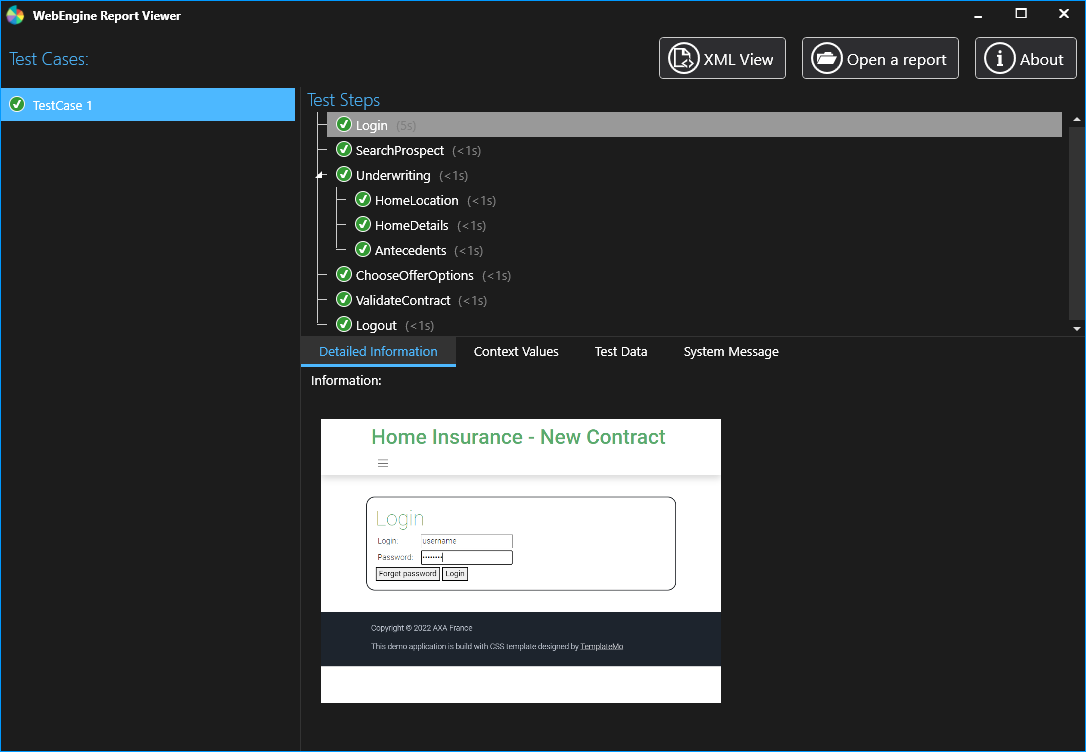 WebEngine Report Viewer
Test Cases:
XML View
Open a report
About
TestCase 1
Test Steps
Login (5s)
SearchProspect (<1s)
Underwriting (<1s)
HomeLocation (<1s)
HomeDetails (<1s)
Antecedents (<1s)
ChooseOfferOptions (<1s)
ValidateContract (<1s)
Logout (<1s)
Detailed Information Context Values Test Data System Message
Information:
Home Insurance - New Contract
Login
Login: username
Password: ••••••••
Forget password Login
Copyright © 2022 AXA France
This demo application is build with CSS template designed by TemplateMo